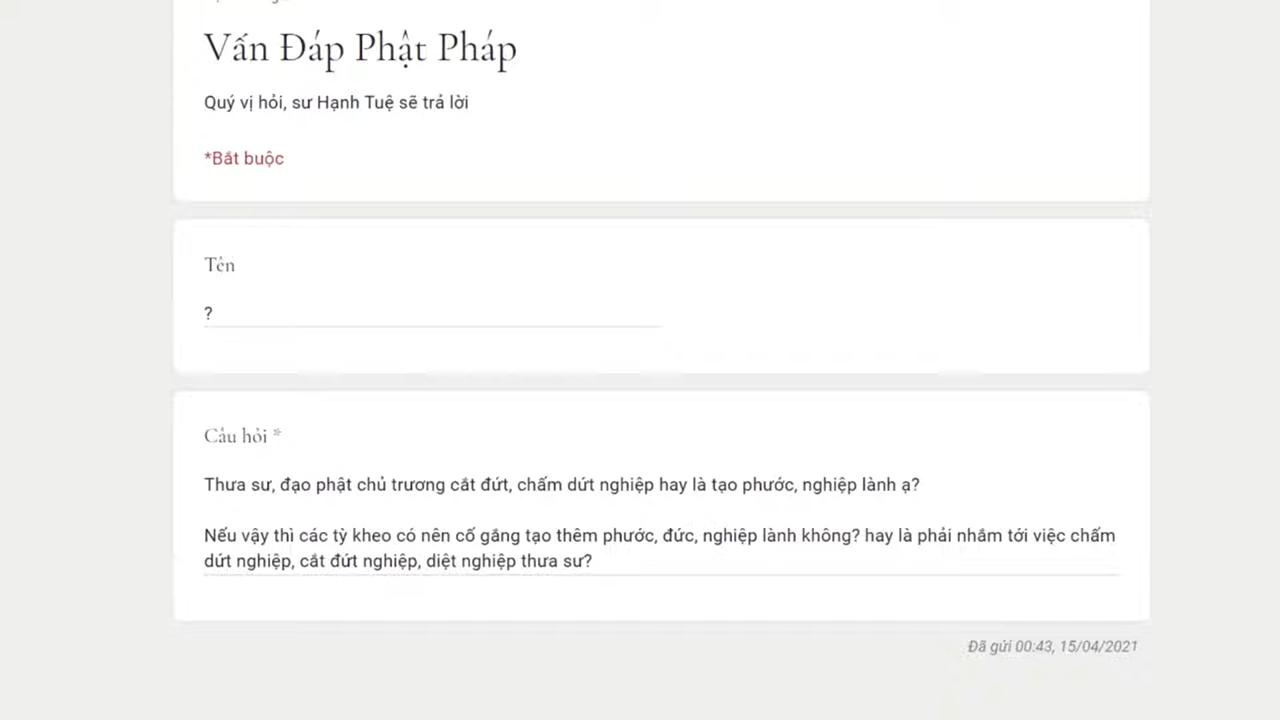 Vấn Đáp Phật Pháp
Quý vị hỏi, sư Hạnh Tuệ sẽ trả lời
*Bắt buộc
Tên
?
Câu hỏi *
Thưa sư, đạo phật chủ trương cắt đứt, chấm dứt nghiệp hay là tạo phước, nghiệp lành ạ?
Nếu vậy thì các tỳ kheo có nên cố gắng tạo thêm phước, đức, nghiệp lành không? hay là phải nhắm tới việc chấm
dứt nghiệp, cắt đứt nghiệp, diệt nghiệp thưa sư?
Đã gửi 00:43, 15/04/2021